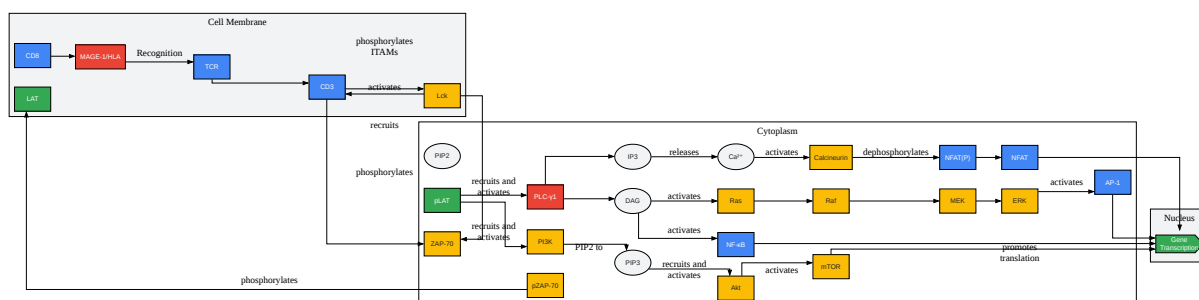 Cell Membrane
CD8
MAGE-1/HLA
Recognition
TCR
phosphorylates
ITAMs
CD3
activates
Lck
LAT
recruits
phosphorylates
Cytoplasm
PIP2
IP3
releases
Ca²⁺
activates
Calcineurin
dephosphorylates
NFAT(P)
NFAT
pLAT
recruits and
activates
PLC-γ1
DAG
activates
Ras
Raf
MEK
ERK
activates
AP-1
ZAP-70
recruits and
activates
PI3K
PIP2 to
PIP3
activates
NF-κB
recruits and
activates
Akt
activates
mTOR
promotes
translation
Nucleus
Gene
Transcription
phosphorylates
pZAP-70